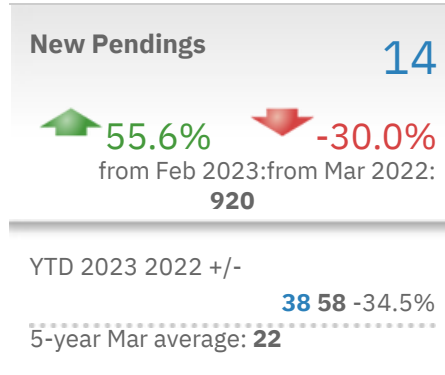 New Pendings
14
55.6% -30.0%
from Feb 2023:from Mar 2022:
920
YTD 2023 2022 +/-
38 58 -34.5%
5-year Mar average: 22